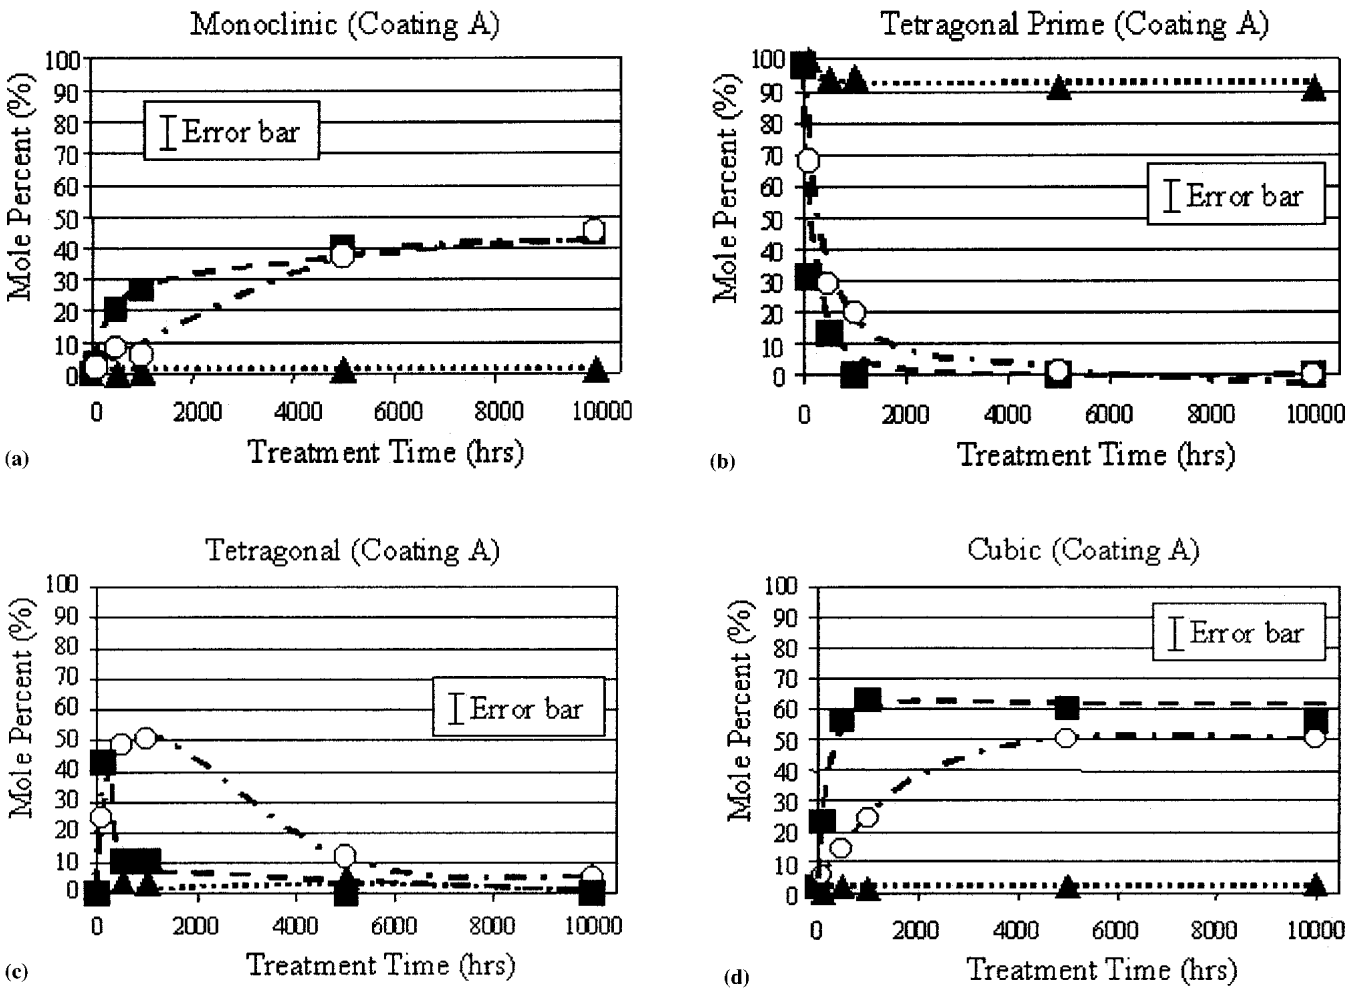 (a)
Monoclinic (Coating A)
Mole Percent (%)
100
90
80
70
60
50
40
30
20
10
0
Error bar
0 2000 4000 6000 8000 10000
Treatment Time (hrs)
(b)
Tetragonal Prime (Coating A)
Mole Percent (%)
100
90
80
70
60
50
40
30
20
10
0
Error bar
0 2000 4000 6000 8000 10000
Treatment Time (hrs)
(c)
Tetragonal (Coating A)
Mole Percent (%)
100
90
80
70
60
50
40
30
20
10
0
Error bar
0 2000 4000 6000 8000 10000
Treatment Time (hrs)
(d)
Cubic (Coating A)
Mole Percent (%)
100
90
80
70
60
50
40
30
20
10
0
Error bar
0 2000 4000 6000 8000 10000
Treatment Time (hrs)